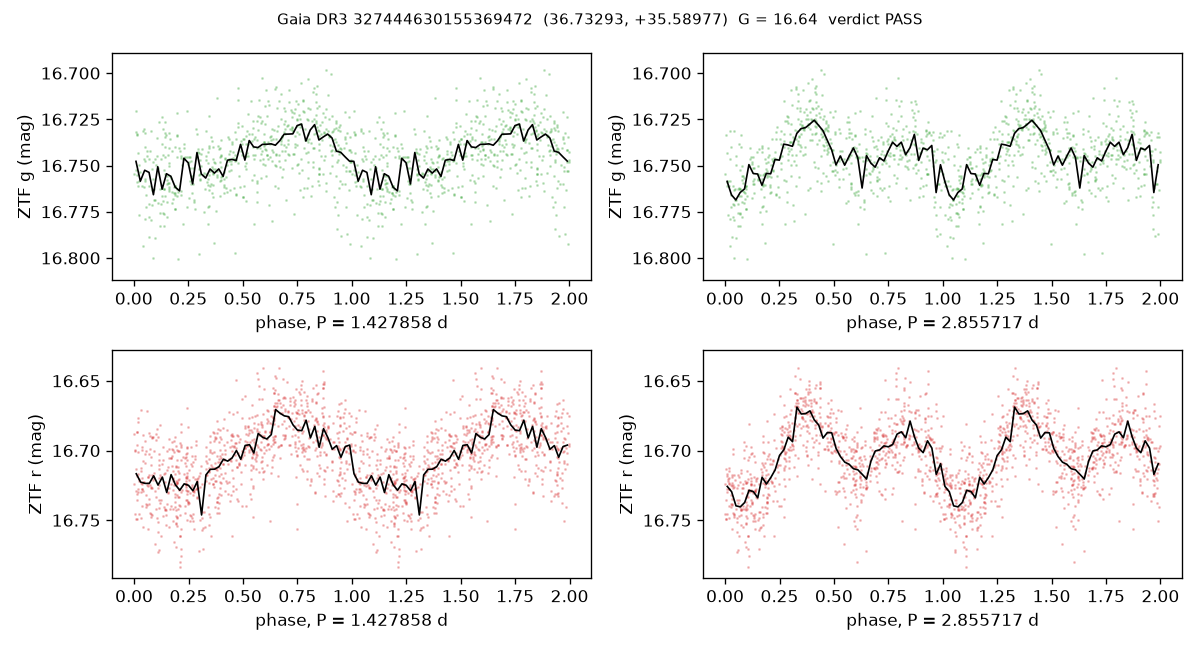 Gaia DR3 327444630155369472 (36.73293, +35.58977) G = 16.64 verdict PASS
ZTF g (mag)
16.700
16.725
16.750
16.775
16.800
0.00 0.25 0.50 0.75 1.00 1.25 1.50 1.75 2.00
phase, P = 1.427858 d
ZTF g (mag)
16.700
16.725
16.750
16.775
16.800
0.00 0.25 0.50 0.75 1.00 1.25 1.50 1.75 2.00
phase, P = 2.855717 d
ZTF r (mag)
16.65
16.70
16.75
0.00 0.25 0.50 0.75 1.00 1.25 1.50 1.75 2.00
phase, P = 1.427858 d
ZTF r (mag)
16.65
16.70
16.75
0.00 0.25 0.50 0.75 1.00 1.25 1.50 1.75 2.00
phase, P = 2.855717 d